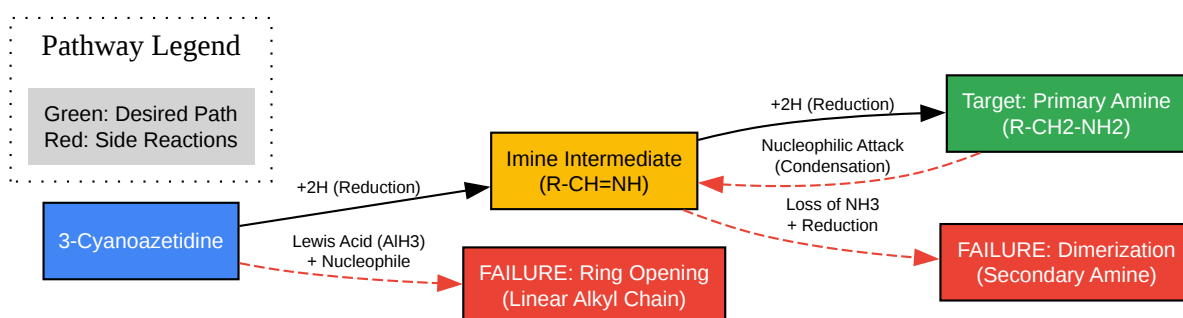 Pathway Legend
Green: Desired Path
Red: Side Reactions
3-Cyanoazetidine
+2H (Reduction)
Lewis Acid (AlH3)
+ Nucleophile
Imine Intermediate
(R-CH=NH)
FAILURE: Ring Opening
(Linear Alkyl Chain)
+2H (Reduction)
Nucleophilic Attack
(Condensation)
Loss of NH3
+ Reduction
Target: Primary Amine
(R-CH2-NH2)
FAILURE: Dimerization
(Secondary Amine)